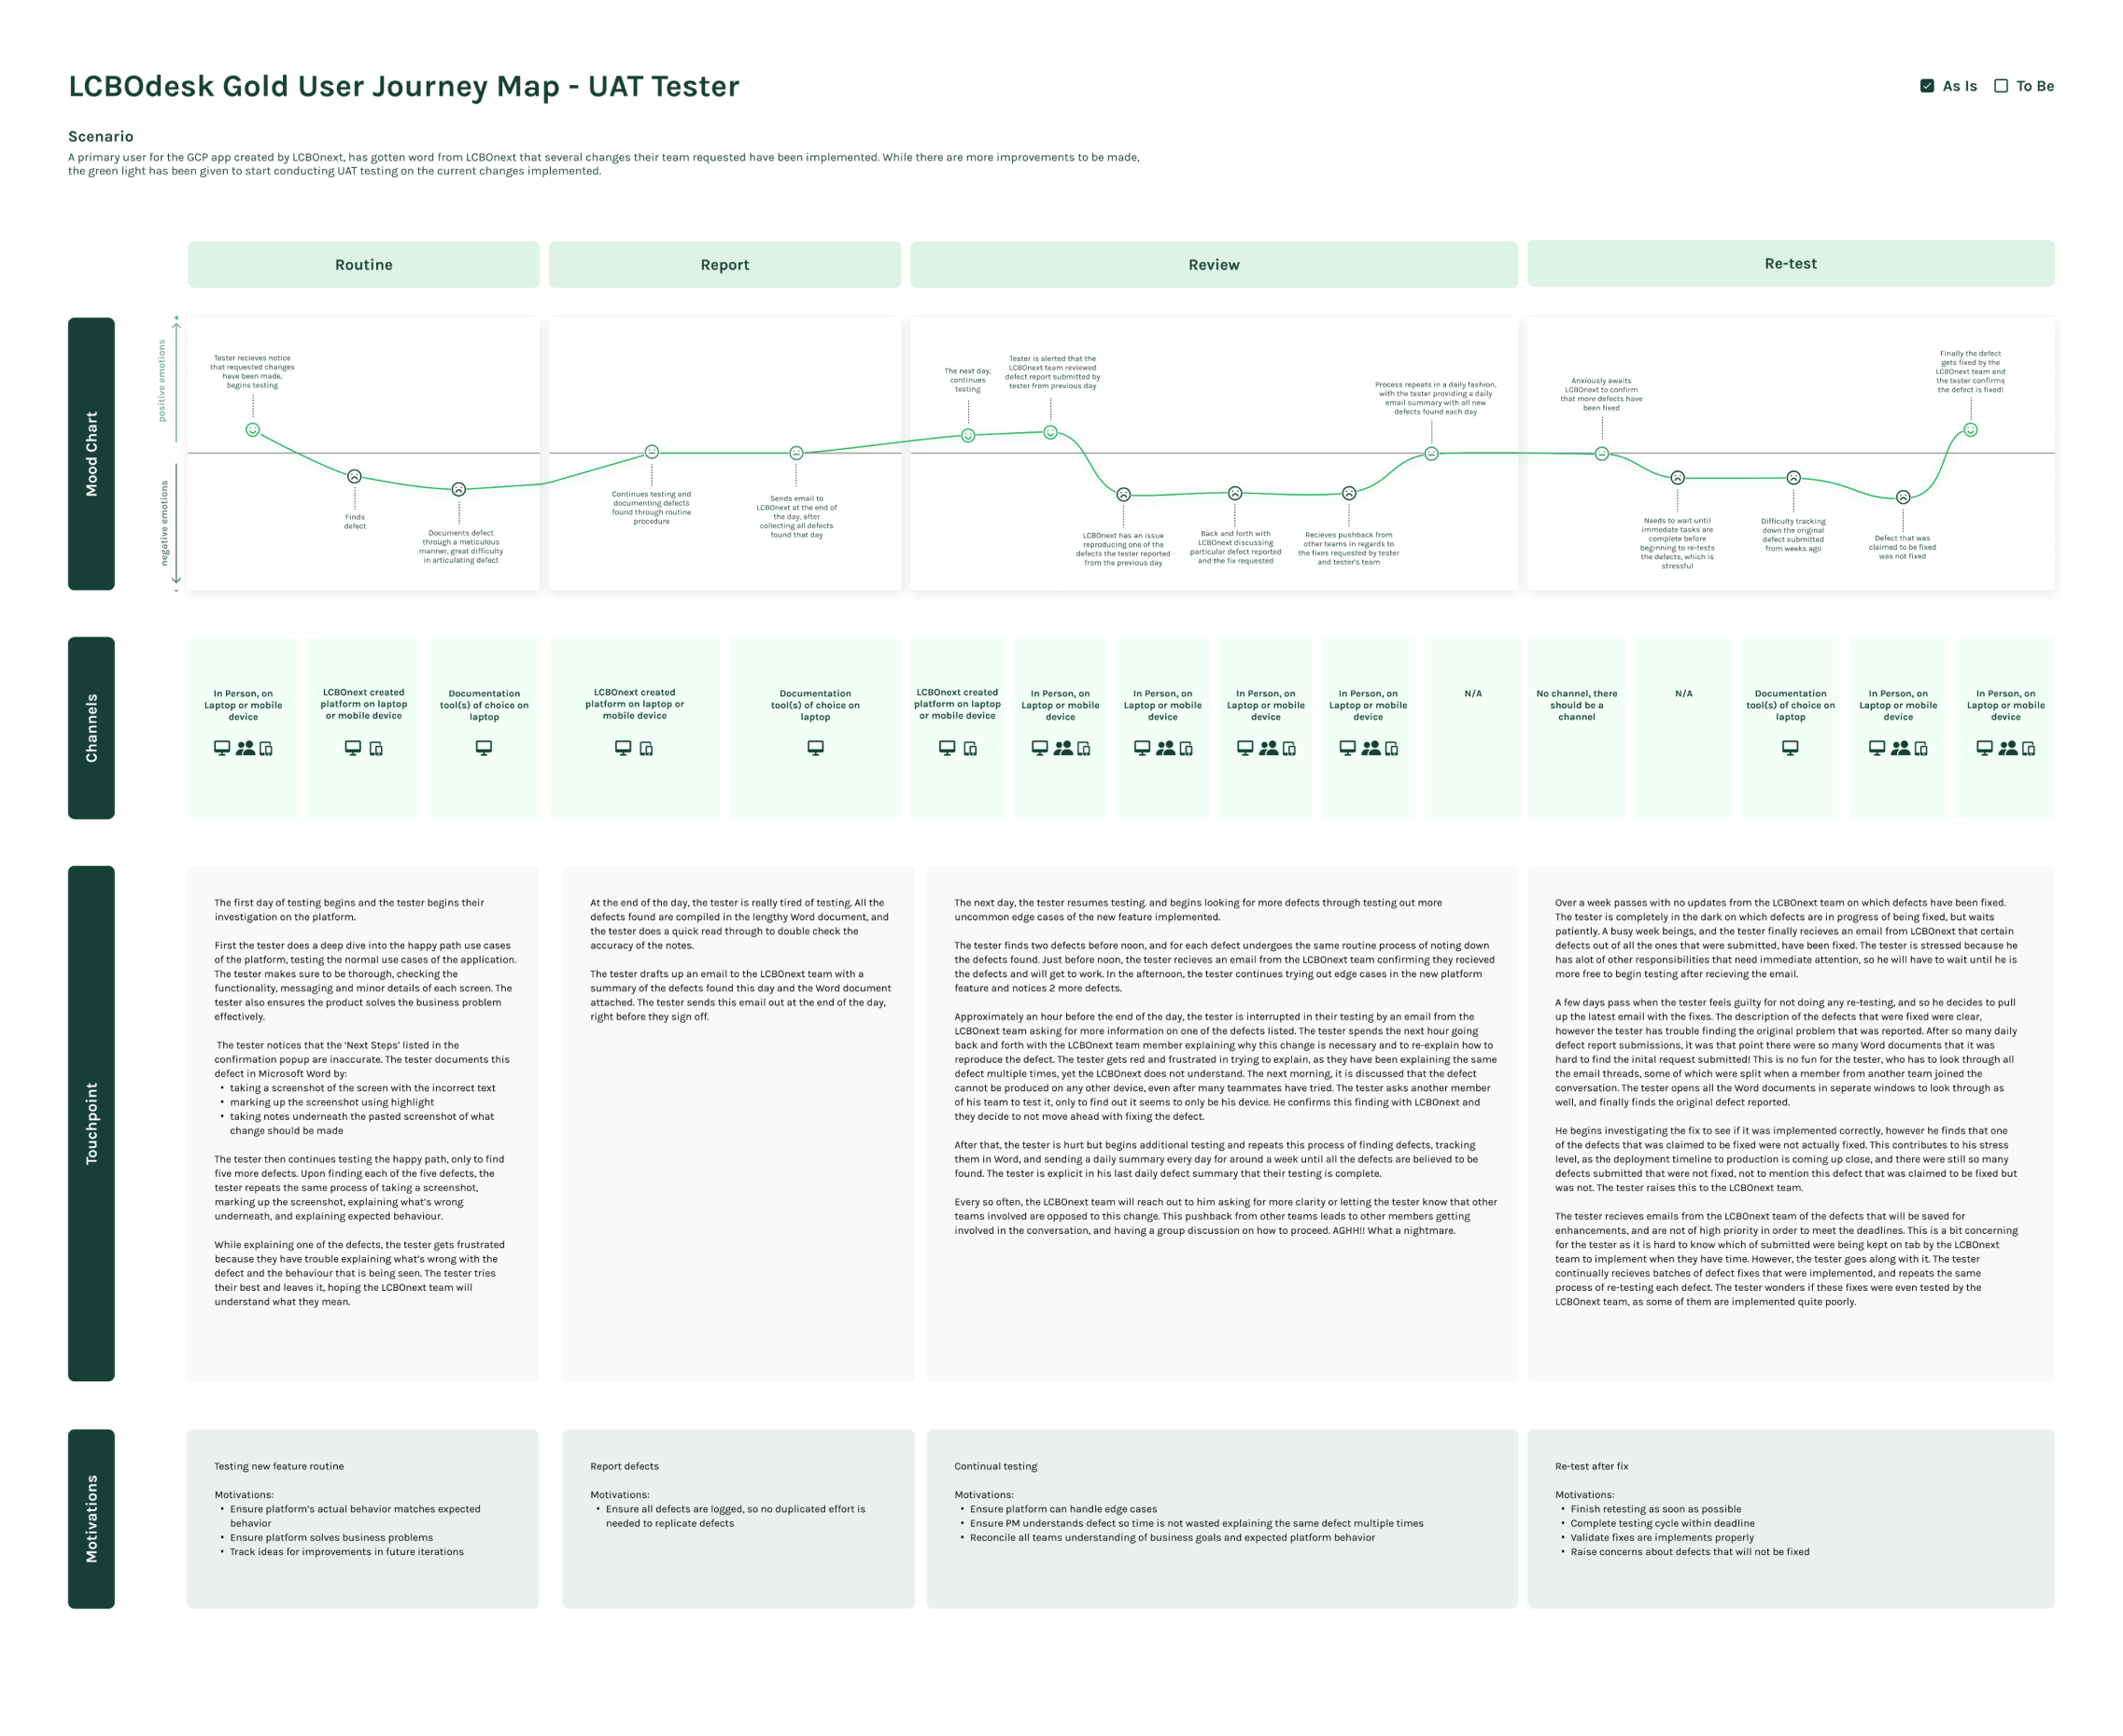 LCBOdesk Gold User Journey Map - UAT Tester
As Is
To Be
Scenario
A primary user for the GCP app created by LCBOnext, has gotten word from LCBOnext that several changes their team requested have been implemented. While there are more improvements to be made,
the green light has been given to start conducting UAT testing on the current changes implemented.
Routine
Report
Review
Re-test
Mood Chart
+
positive emotions
negative emotions
-
Tester recieves notice
that requested changes
have been made,
begins testing
Finds
defect
Documents defect
through a meticulous
manner, great difficulty
in articulating defect
Continues testing and
documenting defects
found through routine
procedure
Sends email to
LCBOnext at the end of
the day, after
collecting all defects
found that day
The next day,
continues
testing
Tester is alerted that the
LCBOnext team reviewed
defect report submitted by
tester from previous day
LCBOnext has an issue
reproducing one of the
defects the tester reported
from the previous day
Back and forth with
LCBOnext discussing
particular defect reported
and the fix requested
Recieves pushback from
other teams in regards to
the fixes requested by tester
and tester's team
Process repeats in a daily fashion,
with the tester providing a daily
email summary with all new
defects found each day
Anxiously awaits
LCBOnext to confirm
that more defects have
been fixed
Needs to wait until
immediate tasks are
complete before
beginning to re-tests
the defects, which is
stressful
Difficulty tracking
down the original
defect submitted
from weeks ago
Defect that was
claimed to be fixed
was not fixed
Finally the defect
gets fixed by the
LCBOnext team and
the tester confirms
the defect is fixed!
Channels
In Person, on
Laptop or mobile
device
LCBOnext created
platform on laptop
or mobile device
Documentation
tool(s) of choice on
laptop
LCBOnext created
platform on laptop or
mobile device
Documentation
tool(s) of choice on
laptop
LCBOnext created
platform on laptop
or mobile device
In Person, on
Laptop or mobile
device
In Person, on
Laptop or mobile
device
In Person, on
Laptop or mobile
device
In Person, on
Laptop or mobile
device
N/A
No channel, there
should be a
channel
N/A
Documentation
tool(s) of choice on
laptop
In Person, on
Laptop or mobile
device
In Person, on
Laptop or mobile
device
Touchpoint
The first day of testing begins and the tester begins their
investigation on the platform.
First the tester does a deep dive into the happy path use cases
of the platform, testing the normal use cases of the application.
The tester makes sure to be thorough, checking the
functionality, messaging and minor details of each screen. The
tester also ensures the product solves the business problem
effectively.
The tester notices that the 'Next Steps' listed in the
confirmation popup are inaccurate. The tester documents this
defect in Microsoft Word by:
• taking a screenshot of the screen with the incorrect text
• marking up the screenshot using highlight
• taking notes underneath the pasted screenshot of what
change should be made
The tester then continues testing the happy path, only to find
five more defects. Upon finding each of the five defects, the
tester repeats the same process of taking a screenshot,
marking up the screenshot, explaining what's wrong
underneath, and explaining expected behaviour.
While explaining one of the defects, the tester gets frustrated
because they have trouble explaining what's wrong with the
defect and the behaviour that is being seen. The tester tries
their best and leaves it, hoping the LCBOnext team will
understand what they mean.
At the end of the day, the tester is really tired of testing. All the
defects found are compiled in the lengthy Word document, and
the tester does a quick read through to double check the
accuracy of the notes.
The tester drafts up an email to the LCBOnext team with a
summary of the defects found this day and the Word document
attached. The tester sends this email out at the end of the day,
right before they sign off.
The next day, the tester resumes testing. and begins looking for more defects through testing out more
uncommon edge cases of the new feature implemented.
The tester finds two defects before noon, and for each defect undergoes the same routine process of noting down
the defects found. Just before noon, the tester recieves an email from the LCBOnext team confirming they recieved
the defects and will get to work. In the afternoon, the tester continues trying out edge cases in the new platform
feature and notices 2 more defects.
Approximately an hour before the end of the day, the tester is interrupted in their testing by an email from the
LCBOnext team asking for more information on one of the defects listed. The tester spends the next hour going
back and forth with the LCBOnext team member explaining why this change is necessary and to re-explain how to
reproduce the defect. The tester gets red and frustrated in trying to explain, as they have been explaining the same
defect multiple times, yet the LCBOnext does not understand. The next morning, it is discussed that the defect
cannot be produced on any other device, even after many teammates have tried. The tester asks another member
of his team to test it, only to find out it seems to only be his device. He confirms this finding with LCBOnext and
they decide to not move ahead with fixing the defect.
After that, the tester is hurt but begins additional testing and repeats this process of finding defects, tracking
them in Word, and sending a daily summary every day for around a week until all the defects are believed to be
found. The tester is explicit in his last daily defect summary that their testing is complete.
Every so often, the LCBOnext team will reach out to him asking for more clarity or letting the tester know that other
teams involved are opposed to this change. This pushback from other teams leads to other members getting
involved in the conversation, and having a group discussion on how to proceed. AGHH!! What a nightmare.
Over a week passes with no updates from the LCBOnext team on which defects have been fixed.
The tester is completely in the dark on which defects are in progress of being fixed, but waits
patiently. A busy week beings, and the tester finally recieves an email from LCBOnext that certain
defects out of all the ones that were submitted, have been fixed. The tester is stressed because he
has alot of other responsibilities that need immediate attention, so he will have to wait until he is
more free to begin testing after recieving the email.
A few days pass when the tester feels guilty for not doing any re-testing, and so he decides to pull
up the latest email with the fixes. The description of the defects that were fixed were clear,
however the tester has trouble finding the original problem that was reported. After so many daily
defect report submissions, it was that point there were so many Word documents that it was
hard to find the inital request submitted! This is no fun for the tester, who has to look through all
the email threads, some of which were split when a member from another team joined the
conversation. The tester opens all the Word documents in seperate windows to look through as
well, and finally finds the original defect reported.
He begins investigating the fix to see if it was implemented correctly, however he finds that one
of the defects that was claimed to be fixed were not actually fixed. This contributes to his stress
level, as the deployment timeline to production is coming up close, and there were still so many
defects submitted that were not fixed, not to mention this defect that was claimed to be fixed but
was not. The tester raises this to the LCBOnext team.
The tester recieves emails from the LCBOnext team of the defects that will be saved for
enhancements, and are not of high priority in order to meet the deadlines. This is a bit concerning
for the tester as it is hard to know which of submitted were being kept on tab by the LCBOnext
team to implement when they have time. However, the tester goes along with it. The tester
continually recieves batches of defect fixes that were implemented, and repeats the same
process of re-testing each defect. The tester wonders if these fixes were even tested by the
LCBOnext team, as some of them are implemented quite poorly.
Motivations
Testing new feature routine
Motivations:
• Ensure platform's actual behavior matches expected
behavior
• Ensure platform solves business problems
• Track ideas for improvements in future iterations
Report defects
Motivations:
• Ensure all defects are logged, so no duplicated effort is
needed to replicate defects
Continual testing
Motivations:
• Ensure platform can handle edge cases
• Ensure PM understands defect so time is not wasted explaining the same defect multiple times
• Reconcile all teams understanding of business goals and expected platform behavior
Re-test after fix
Motivations:
• Finish retesting as soon as possible
• Complete testing cycle within deadline
• Validate fixes are implements properly
• Raise concerns about defects that will not be fixed